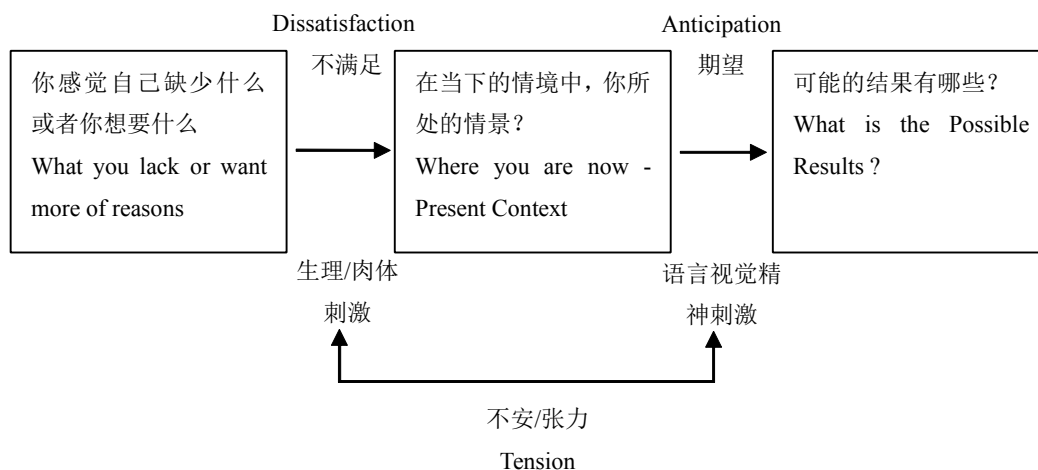 Dissatisfaction
不满足
Anticipation
期望
你感觉自己缺少什么
或者你想要什么
What you lack or want
more of reasons
在当下的情境中，你所
处的情景？
Where you are now -
Present Context
可能的结果有哪些？
What is the Possible
Results ?
生理/肉体
刺激
语言视觉精
神刺激
不安/张力
Tension